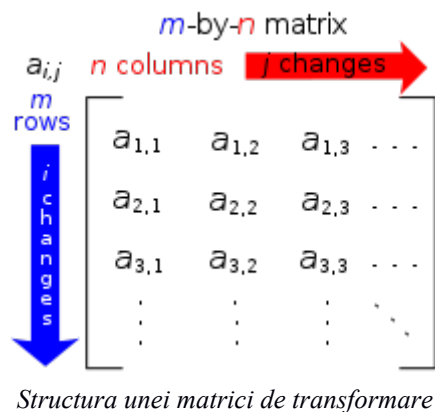 m-by-n matrix
a_{i,j} n columns j changes
m
rows
i changes
a_{1,1} a_{1,2} a_{1,3} . . .
a_{2,1} a_{2,2} a_{2,3} . . .
a_{3,1} a_{3,2} a_{3,3} . . .
Structura unei matrici de transformare